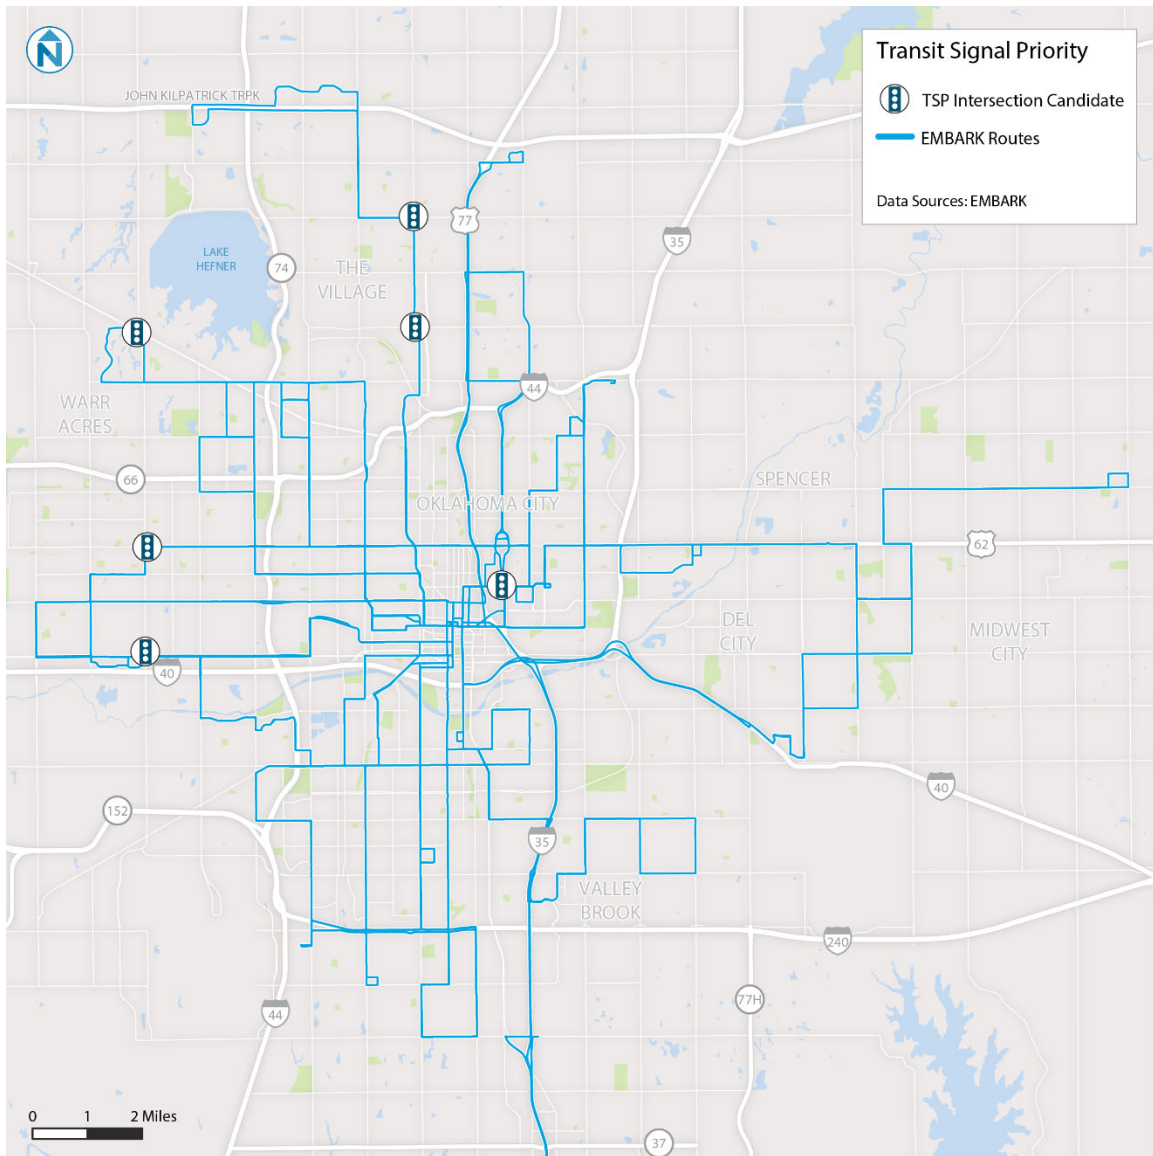 N
Transit Signal Priority
TSP Intersection Candidate
EMBARK Routes
Data Sources: EMBARK
JOHN KILPATRICK TRPK
77
35
LAKE
HEFNER
74
THE
VILLAGE
44
WARR
ACRES
66
SPENCER
OKLAHOMA CITY
62
DEL
CITY
MIDWEST
CITY
40
40
152
35
VALLEY
BROOK
240
77H
44
0 1 2 Miles
37